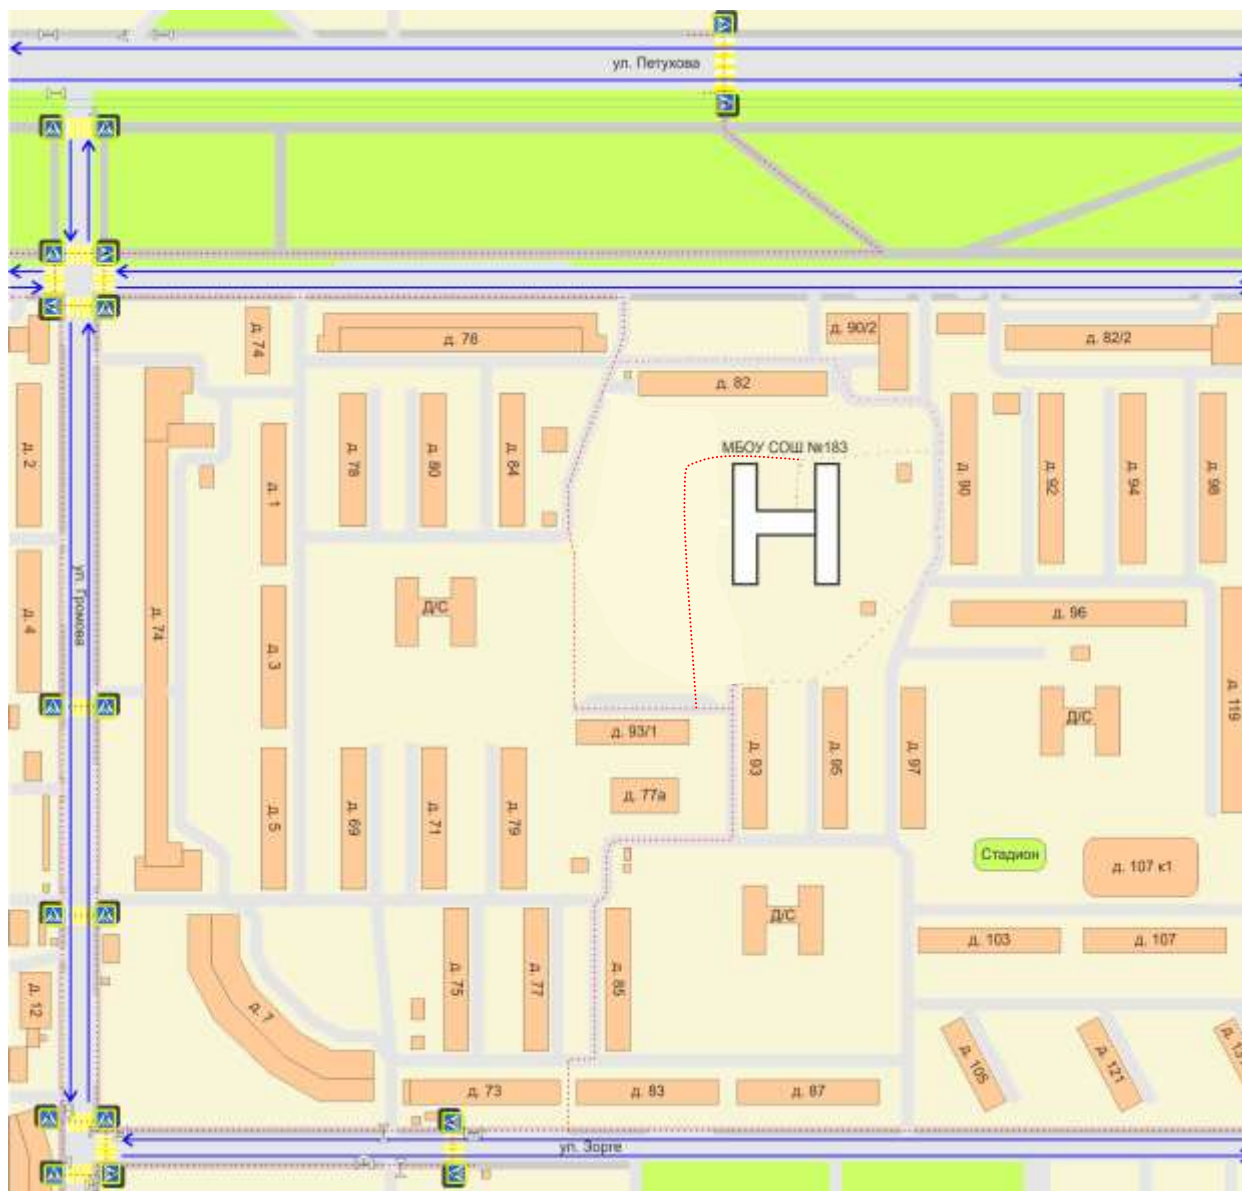 ул. Петухова
д. 76
д. 90/2
д. 82/2
д. 74
д. 82
д. 2
д. 78
д. 80
д. 84
МБОУ СОШ №183
д. 90
д. 92
д. 94
д. 98
д. 1
ул. Громова
д. 4
д. 74
Д/С
д. 96
д. 3
Д/С
д. 119
д. 93/1
д. 93
д. 95
д. 97
д. 5
д. 69
д. 71
д. 79
д. 77а
Стадион
д. 107 к1
Д/С
д. 103
д. 107
д. 12
д. 7
д. 75
д. 77
д. 85
д. 105
д. 121
д. 73
д. 83
д. 87
ул. Зорге